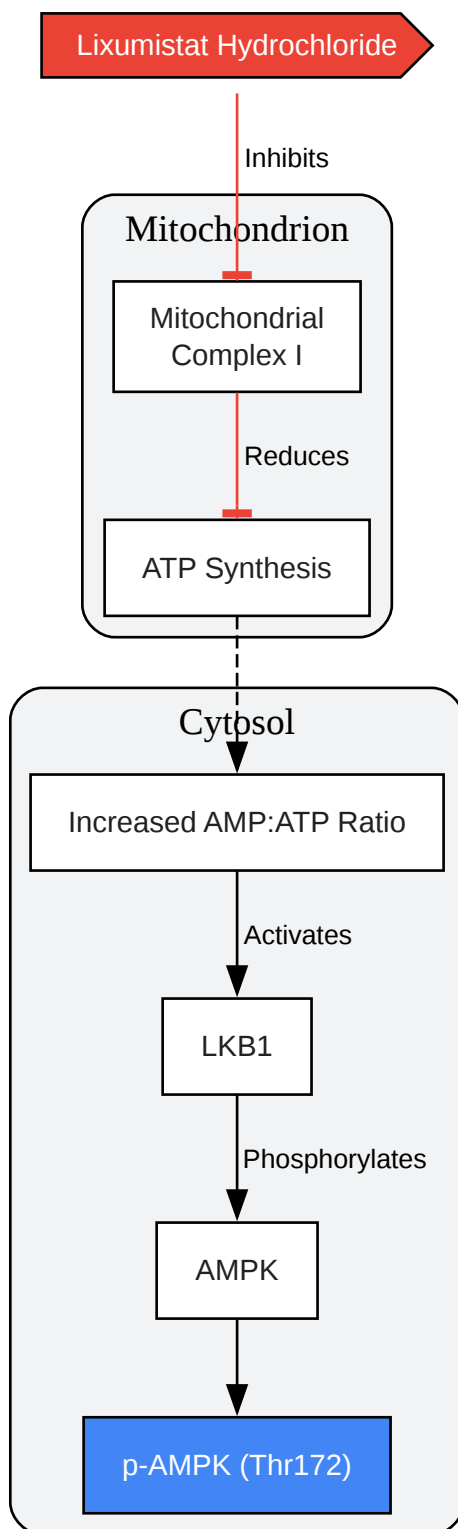 Lixumistat Hydrochloride
Inhibits
Mitochondrion
Mitochondrial
Complex I
Reduces
ATP Synthesis
Cytosol
Increased AMP:ATP Ratio
Activates
LKB1
Phosphorylates
AMPK
p-AMPK (Thr172)